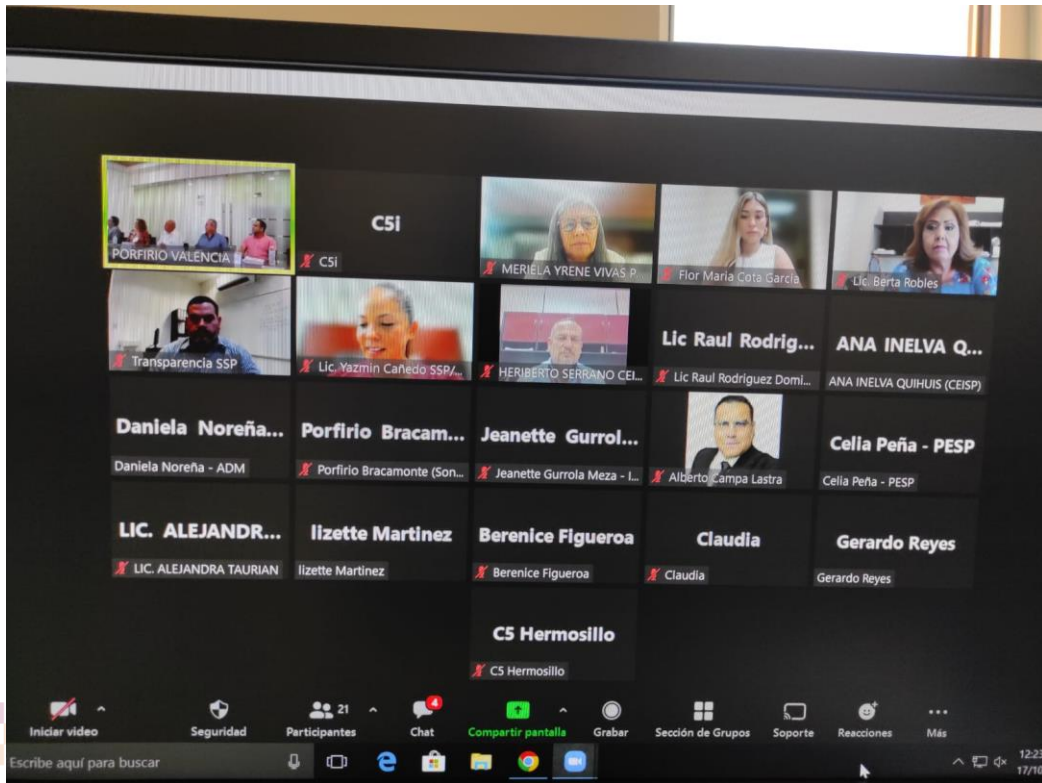 PORFIRIO VALENCIA
C5i
C5i
MERIELA YRENE VIVAS P.
Flor Maria Cota García
Lic. Berta Robles
Transparencia SSP
Lic. Yazmin Cañedo SSP/...
HERIBERTO SERRANO CEI...
Lic Raul Rodrig...
Lic Raul Rodriguez Domi...
ANA INELVA Q...
ANA INELVA QUIHUIS (CEISP)
Daniela Noreña...
Daniela Noreña - ADM
Porfirio Bracam...
Porfirio Bracamonte (Son...
Jeanette Gurrol...
Jeanette Gurrola Meza - I...
Alberto Campa Lastra
Celia Peña - PESP
Celia Peña - PESP
LIC. ALEJANDR...
LIC. ALEJANDRA TAURIAN
lizette Martinez
lizette Martinez
Berenice Figueroa
Berenice Figueroa
Claudia
Claudia
Gerardo Reyes
Gerardo Reyes
C5 Hermosillo
C5 Hermosillo
Iniciar video
Seguridad
21
Participantes
4
Chat
Compartir pantalla
Grabar
Sección de Grupos
Soporte
Reacciones
Más
Escribe aquí para buscar
12:23
17/10